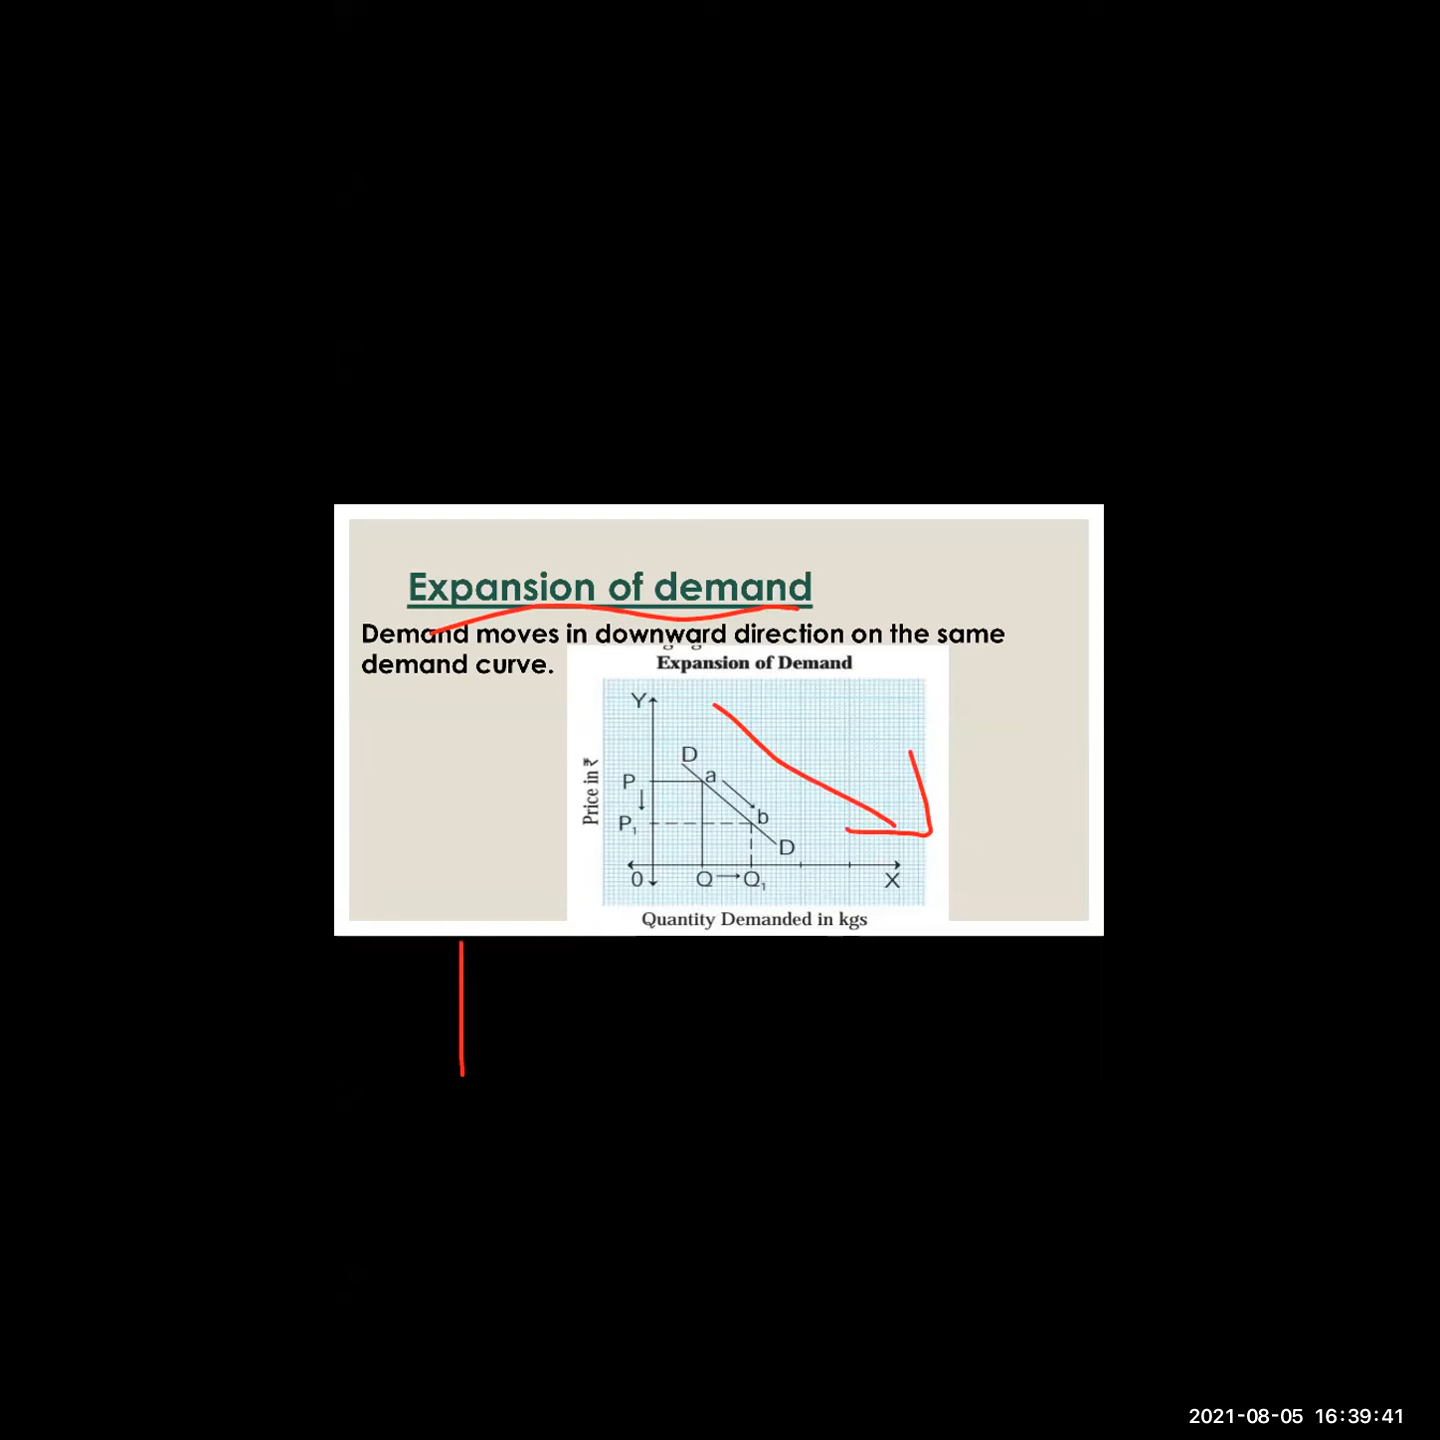 Expansion of demand
Demand moves in downward direction on the same
demand curve.
Expansion of Demand
Y
Price in ₹
D
P
a
P₁
b
D
0
Q
Q₁
X
Quantity Demanded in kgs
2021-08-05 16:39:41